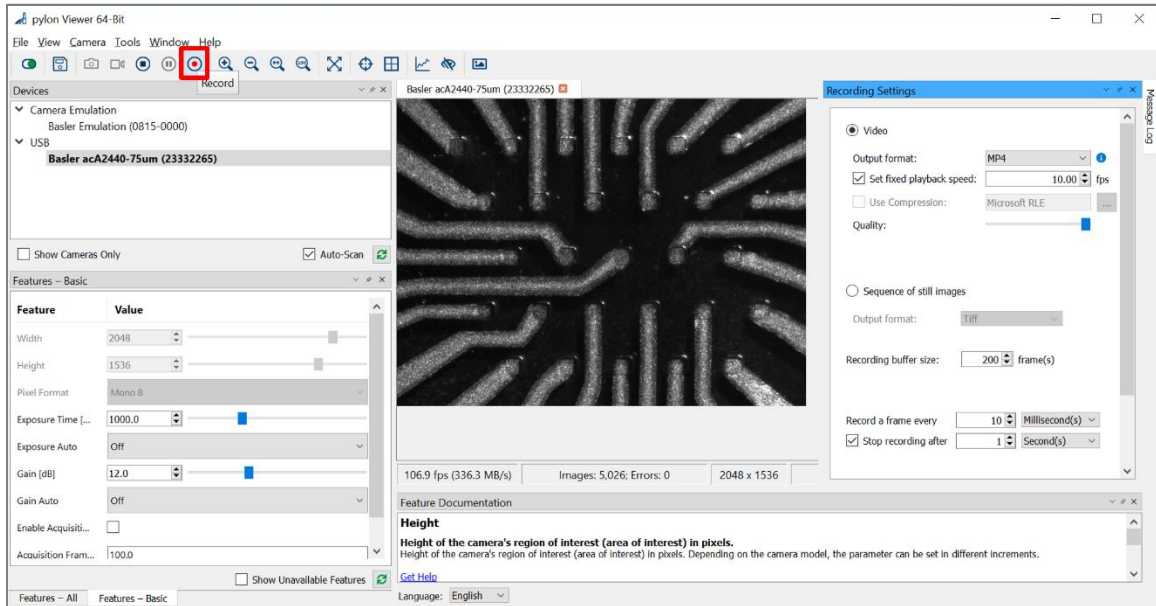 pylon Viewer 64-Bit
File View Camera Tools Window Help
Record
Devices
Camera Emulation
Basler Emulation (0815-0000)
USB
Basler acA2440-75um (23332265)
Show Cameras Only
Auto-Scan
Features – Basic
Feature Value
Width 2048
Height 1536
Pixel Format Mono 8
Exposure Time [... 1000.0
Exposure Auto Off
Gain [dB] 12.0
Gain Auto Off
Enable Acquisiti...
Acquisition Fram... 100.0
Show Unavailable Features
Features – All Features – Basic
Basler acA2440-75um (23332265)
106.9 fps (336.3 MB/s) Images: 5,026; Errors: 0 2048 x 1536
Recording Settings
Video
Output format: MP4
Set fixed playback speed: 10.00 fps
Use Compression: Microsoft RLE ...
Quality:
Sequence of still images
Output format: Tiff
Recording buffer size: 200 frame(s)
Record a frame every 10 Millisecond(s)
Stop recording after 1 Second(s)
Message Log
Feature Documentation
Height
Height of the camera's region of interest (area of interest) in pixels.
Height of the camera's region of interest (area of interest) in pixels. Depending on the camera model, the parameter can be set in different increments.
Get Help
Language: English